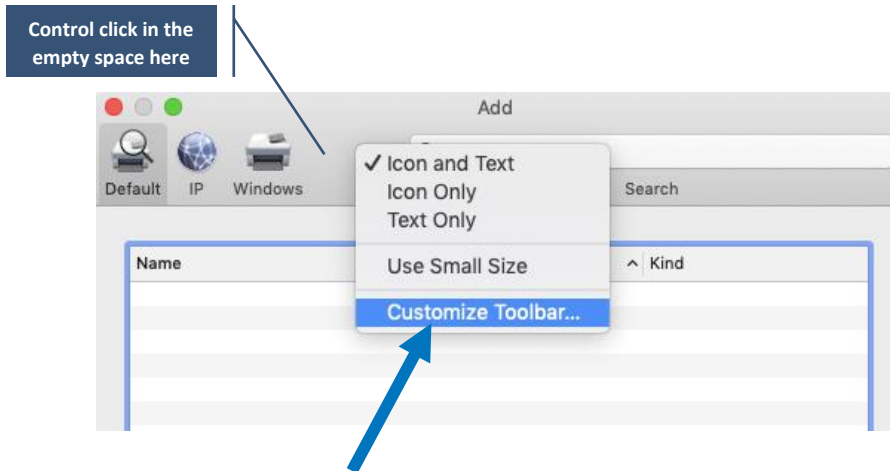 Control click in the
empty space here
Add
Default IP Windows
Search
✓ Icon and Text
Icon Only
Text Only
Use Small Size
Customize Toolbar...
Name
Kind